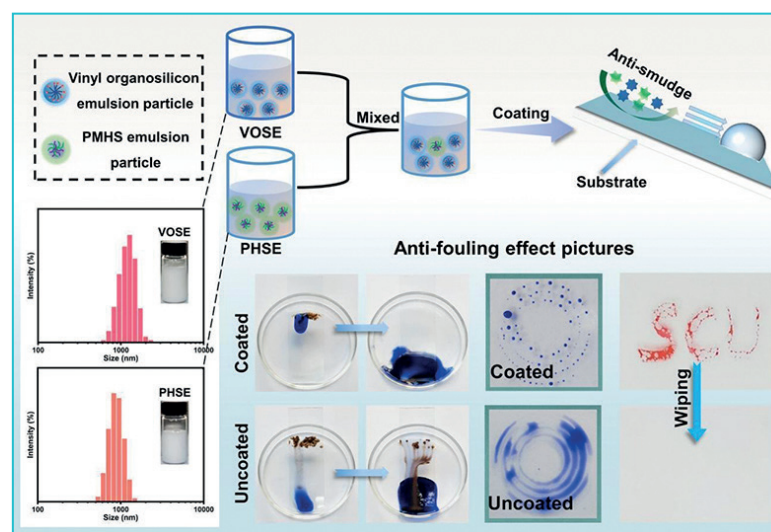 Vinyl organosilicon
emulsion particle
PMHS emulsion
particle
VOSE
PHSE
Mixed
Coating
Anti-smudge
Substrate
VOSE
Intensity (%)
100
1000
10000
Size (nm)
PHSE
Intensity (%)
100
1000
10000
Size (nm)
Anti-fouling effect pictures
Coated
Coated
SCU
Wiping
Uncoated
Uncoated